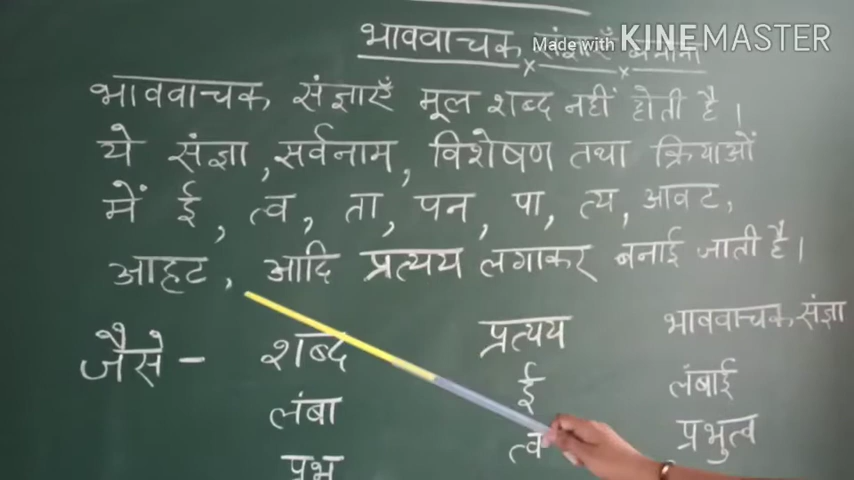 भाववाचक संज्ञाएँ बनाना
Made with KINEMASTER
भाववाचक संज्ञाएँ मूल शब्द नहीं होती है।
ये संज्ञा, सर्वनाम, विशेषण तथा क्रियाओं
में ई, त्व, ता, पन, पा, त्य, आवट,
आहट, आदि प्रत्यय लगाकर बनाई जाती है।
जैसे - शब्द प्रत्यय भाववाचक संज्ञा
लंबा ई लंबाई
त्व प्रभुत्व